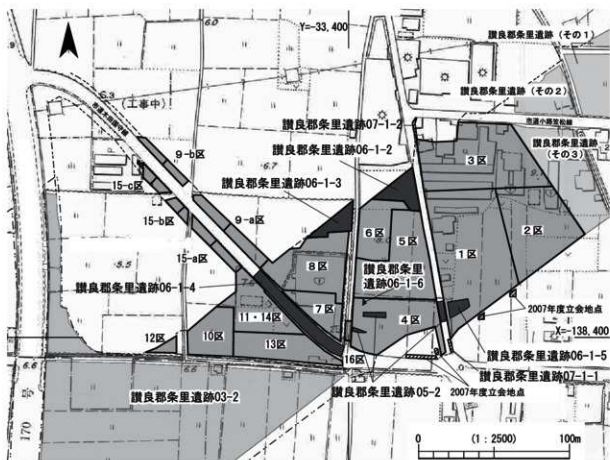 Y=-33,400
讃良郡条里遺跡(その1)
讃良郡条里遺跡(その2)
讃良郡条里遺跡
(その3)
(工事中)
讃良郡条里遺跡07-1-2
讃良郡条里遺跡06-1-2
讃良郡条里遺跡06-1-3
3区
9-b区
6.7
15-c区
15-b区
9-a区
15-a区
6区
5区
1区
2区
8区
讃良郡条里
遺跡06-1-6
讃良郡条里遺跡
06-1-4
7区
4区
11・14区
2007年度立会地点
X=-138,400
12区
10区
13区
16区
讃良郡条里遺跡
06-1-5
讃良郡条里遺跡
07-1-1
讃良郡条里遺跡05-2
2007年度立会地点
讃良郡条里遺跡03-2
5.5
6.6
6.0
170
号
0
(1:2500)
100m